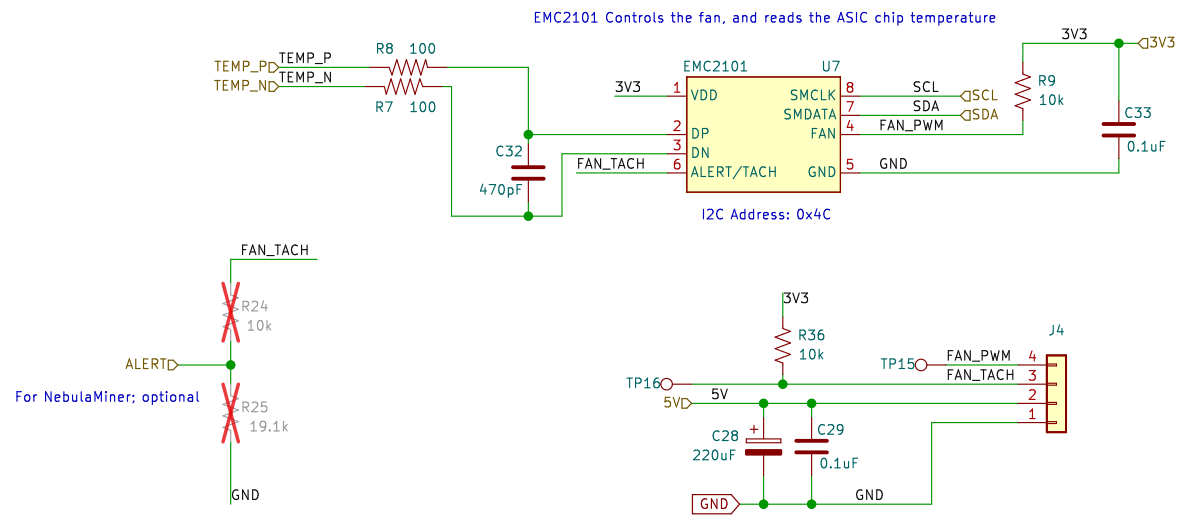 EMC2101 Controls the fan, and reads the ASIC chip temperature
TEMP_P TEMP_P R8 100
TEMP_N TEMP_N R7 100
EMC2101 U7
3V3 1 VDD SMCLK 8 SCL SCL
SMDATA 7 SDA SDA
2 DP FAN 4 FAN_PWM
3 DN
FAN_TACH 6 ALERT/TACH GND 5 GND
C32
470pF
3V3 3V3
R9
10k
C33
0.1uF
I2C Address: 0x4C
FAN_TACH
R24
10k
ALERT
For NebulaMiner; optional
R25
19.1k
GND
3V3
R36
10k
J4
TP15 FAN_PWM 4
TP16 FAN_TACH 3
5V 5V 2
1
C28
+
220uF
C29
0.1uF
GND GND